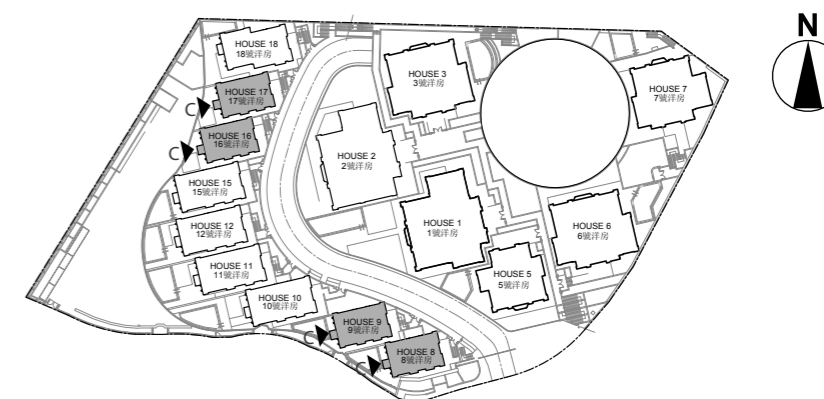 HOUSE 18
18號洋房
HOUSE 17
17號洋房
C
HOUSE 16
16號洋房
C
HOUSE 15
15號洋房
HOUSE 12
12號洋房
HOUSE 11
11號洋房
HOUSE 10
10號洋房
HOUSE 9
9號洋房
C
HOUSE 8
8號洋房
C
HOUSE 3
3號洋房
HOUSE 2
2號洋房
HOUSE 1
1號洋房
HOUSE 5
5號洋房
HOUSE 6
6號洋房
HOUSE 7
7號洋房
N